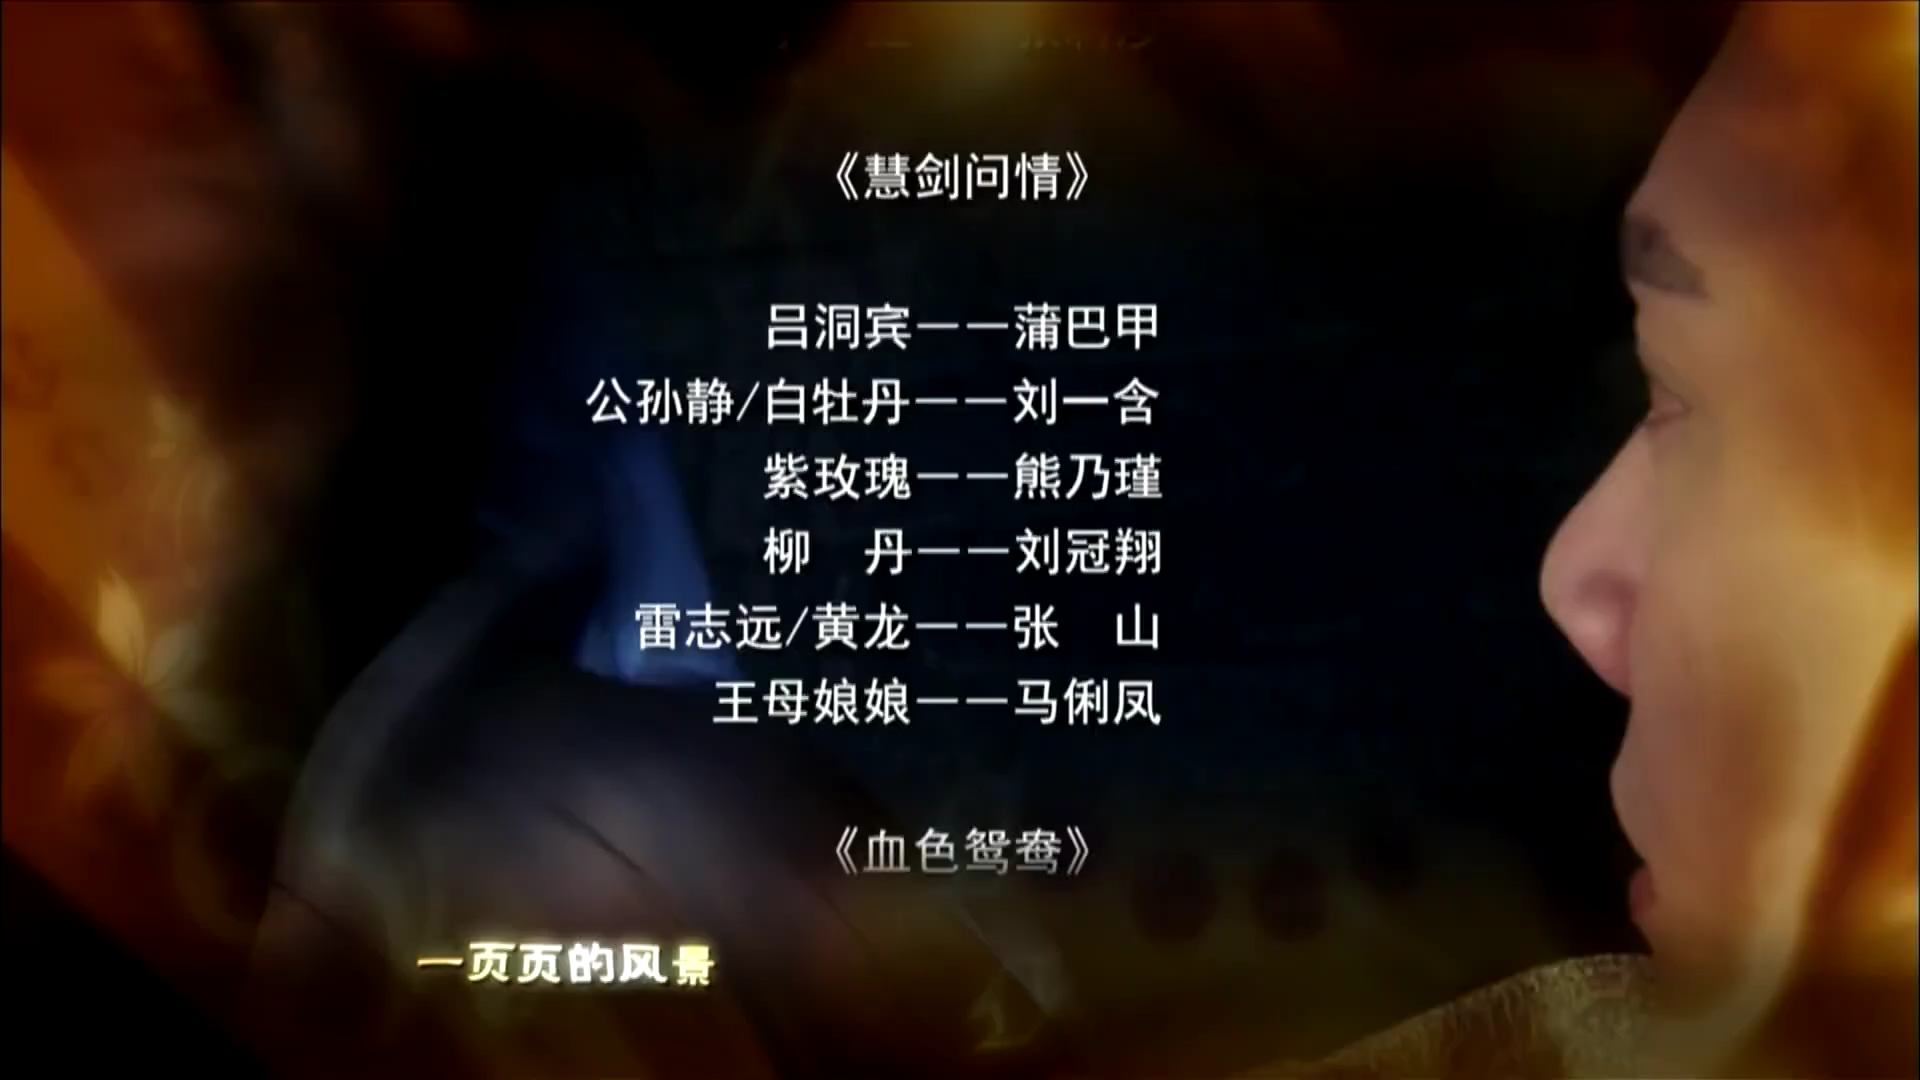 《慧剑问情》
吕洞宾——蒲巴甲
公孙静/白牡丹——刘一含
紫玫瑰——熊乃瑾
柳　丹——刘冠翔
雷志远/黄龙——张　山
王母娘娘——马俐凤
《血色鸳鸯》
一页页的风景